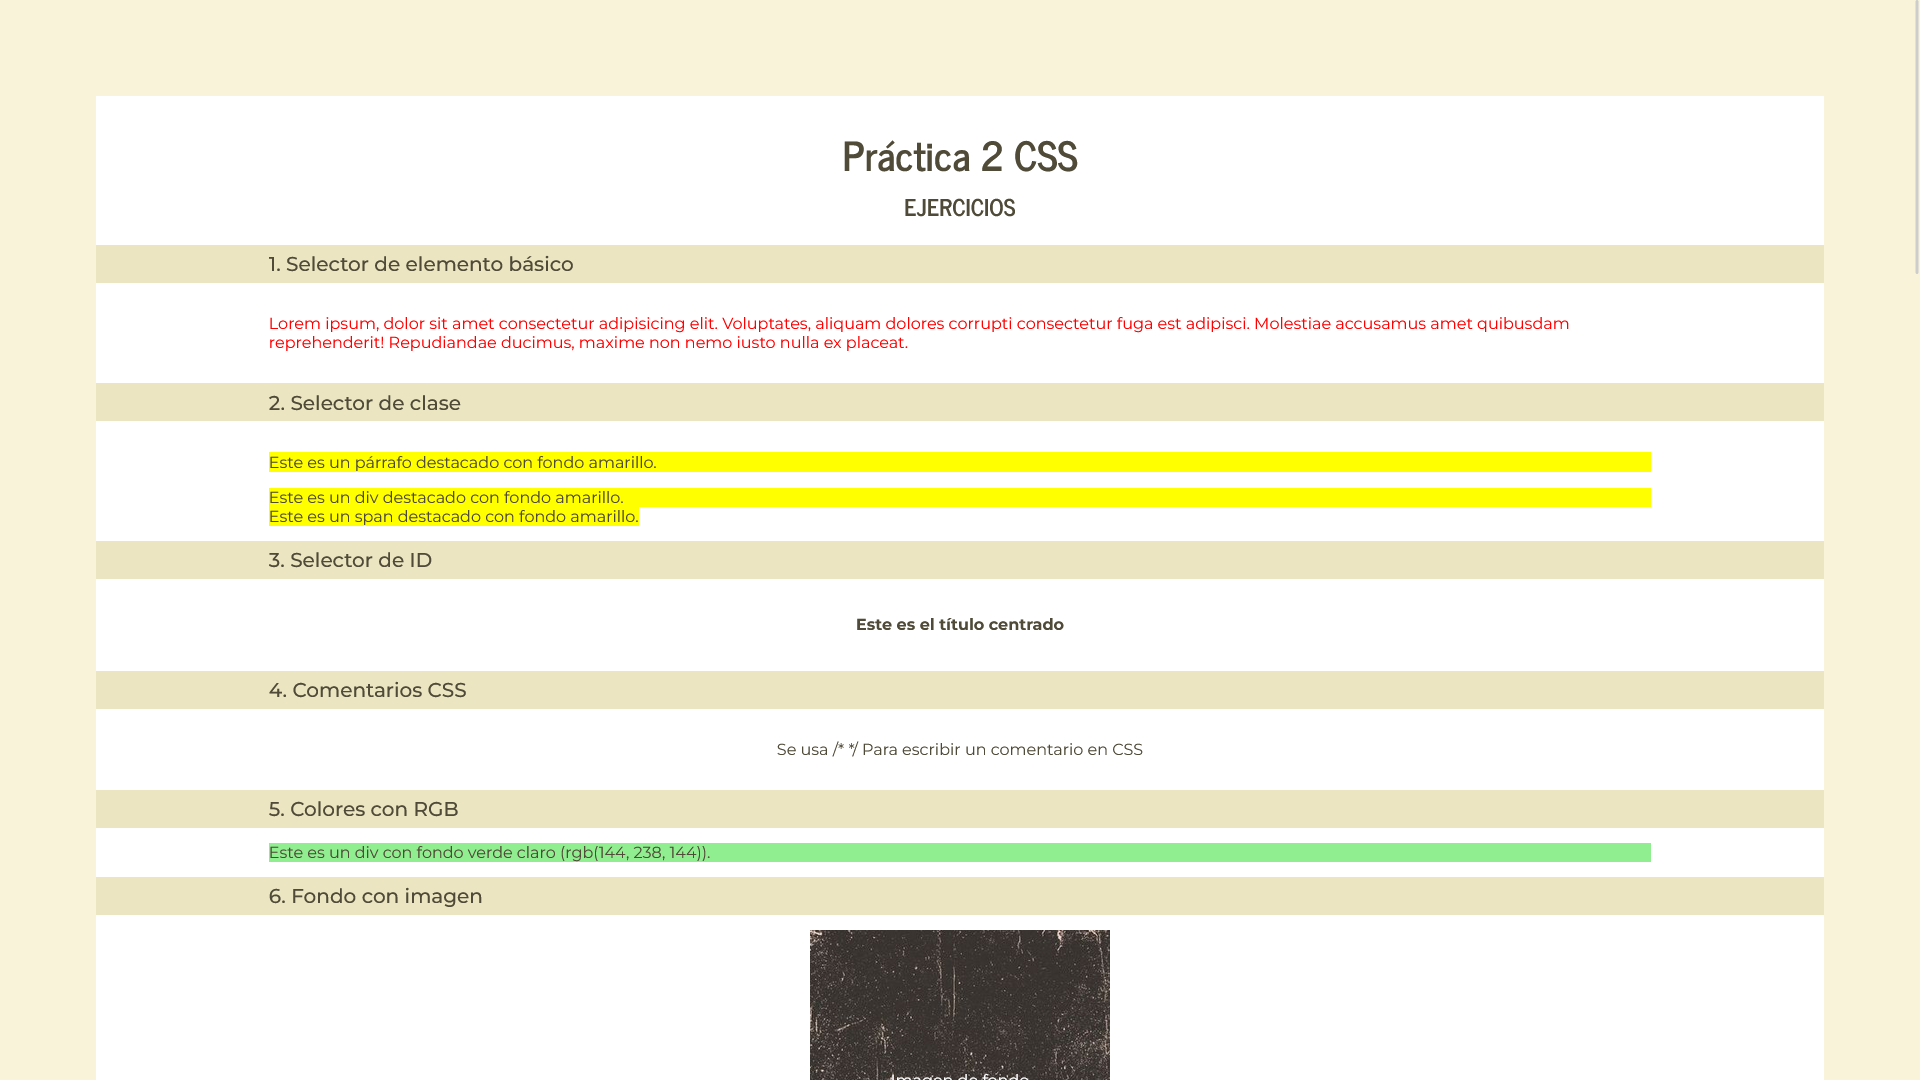 Práctica 2 CSS
EJERCICIOS
1. Selector de elemento básico
Lorem ipsum, dolor sit amet consectetur adipisicing elit. Voluptates, aliquam dolores corrupti consectetur fuga est adipisci. Molestiae accusamus amet quibusdam
reprehenderit! Repudiandae ducimus, maxime non nemo iusto nulla ex placeat.
2. Selector de clase
Este es un párrafo destacado con fondo amarillo.
Este es un div destacado con fondo amarillo.
Este es un span destacado con fondo amarillo.
3. Selector de ID
Este es el título centrado
4. Comentarios CSS
Se usa /* */ Para escribir un comentario en CSS
5. Colores con RGB
Este es un div con fondo verde claro (rgb(144, 238, 144)).
6. Fondo con imagen
Imagen de fondo